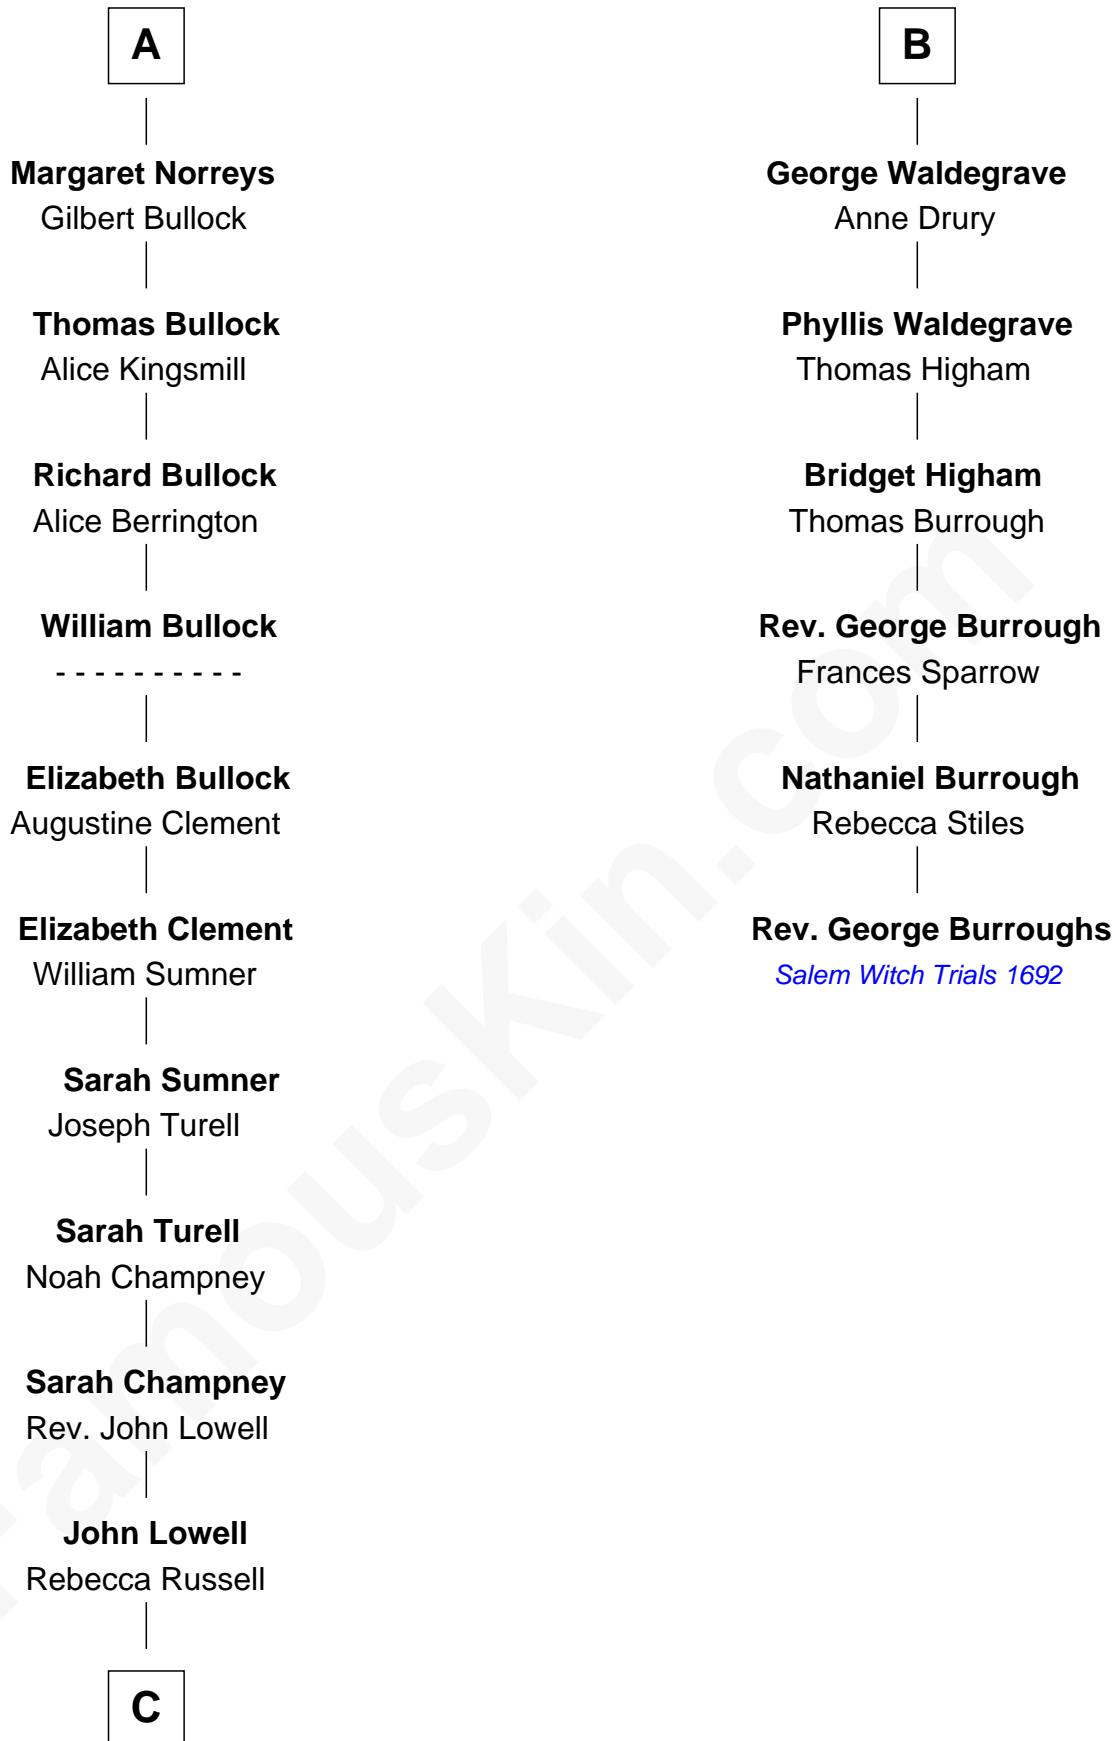 A
Margaret Norreys
Gilbert Bullock
Thomas Bullock
Alice Kingsmill
Richard Bullock
Alice Berrington
William Bullock
- - - - - - - - - -
Elizabeth Bullock
Augustine Clement
Elizabeth Clement
William Sumner
Sarah Sumner
Joseph Turell
Sarah Turell
Noah Champney
Sarah Champney
Rev. John Lowell
John Lowell
Rebecca Russell
C
B
George Waldegrave
Anne Drury
Phyllis Waldegrave
Thomas Higham
Bridget Higham
Thomas Burrough
Rev. George Burrough
Frances Sparrow
Nathaniel Burrough
Rebecca Stiles
Rev. George Burroughs
Salem Witch Trials 1692
FamousKin.com